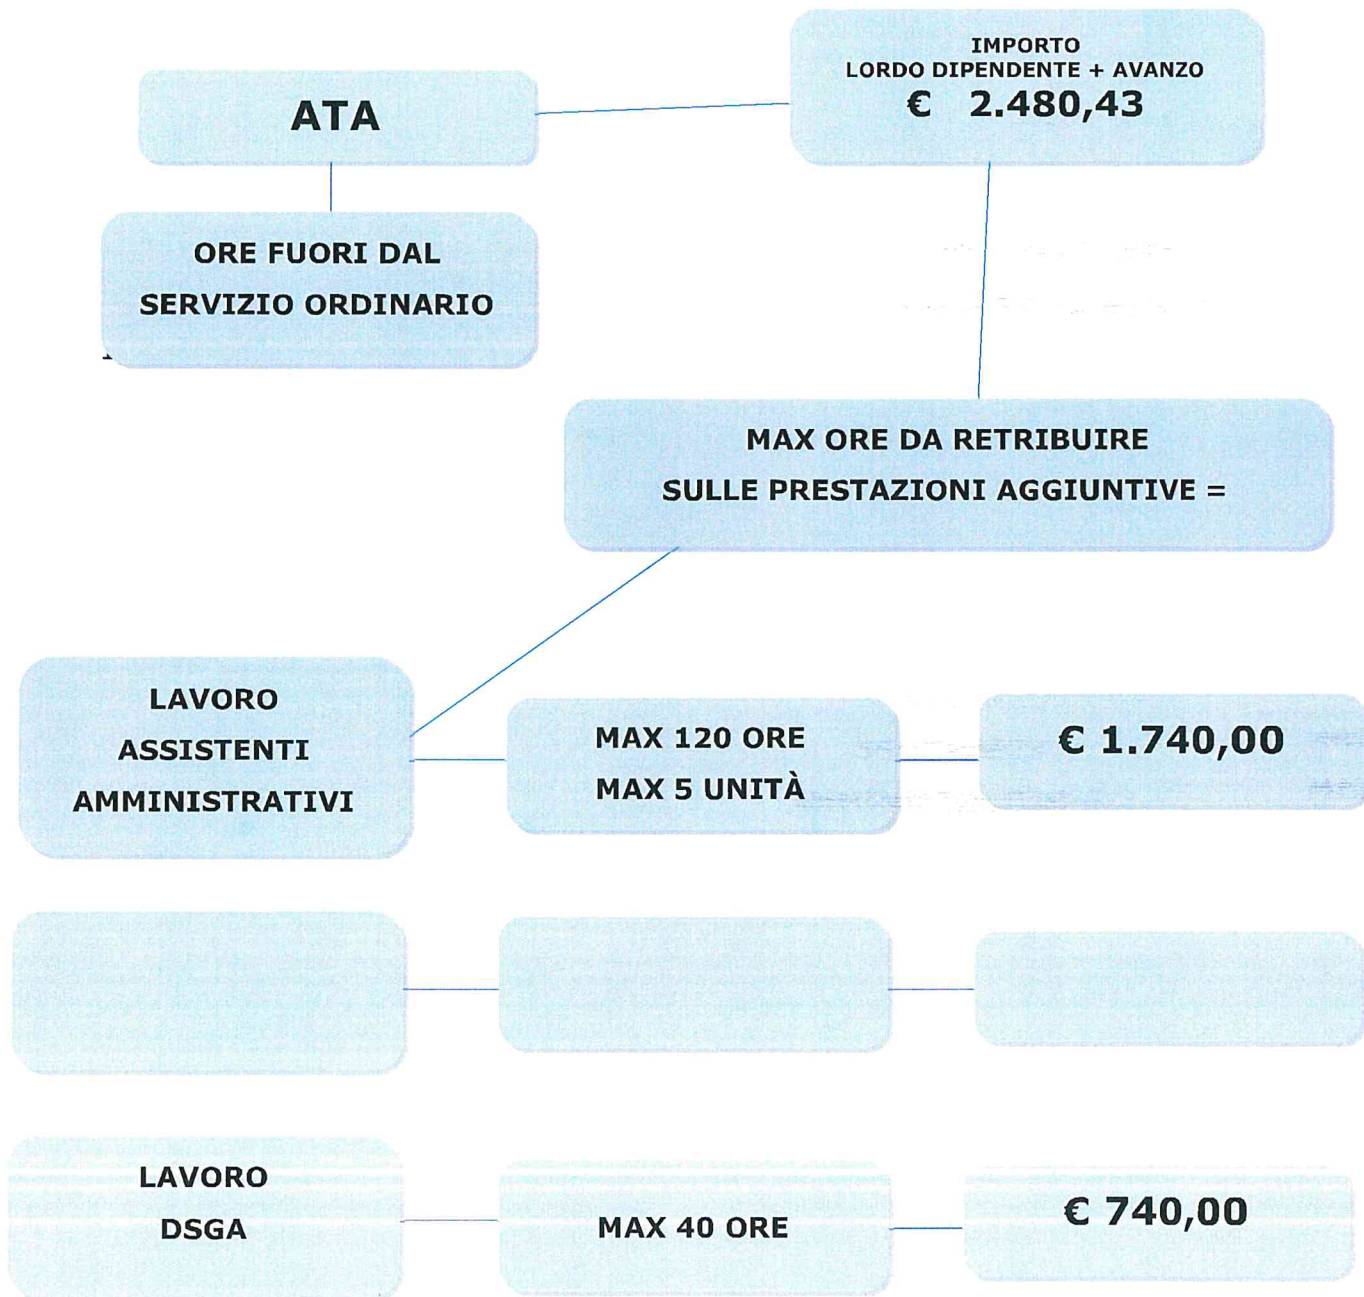 ATA
IMPORTO
LORDO DIPENDENTE + AVANZO
€ 2.480,43
ORE FUORI DAL
SERVIZIO ORDINARIO
MAX ORE DA RETRIBUIRE
SULLE PRESTAZIONI AGGIUNTIVE =
LAVORO
ASSISTENTI
AMMINISTRATIVI
MAX 120 ORE
MAX 5 UNITÀ
€ 1.740,00
LAVORO
DSGA
MAX 40 ORE
€ 740,00